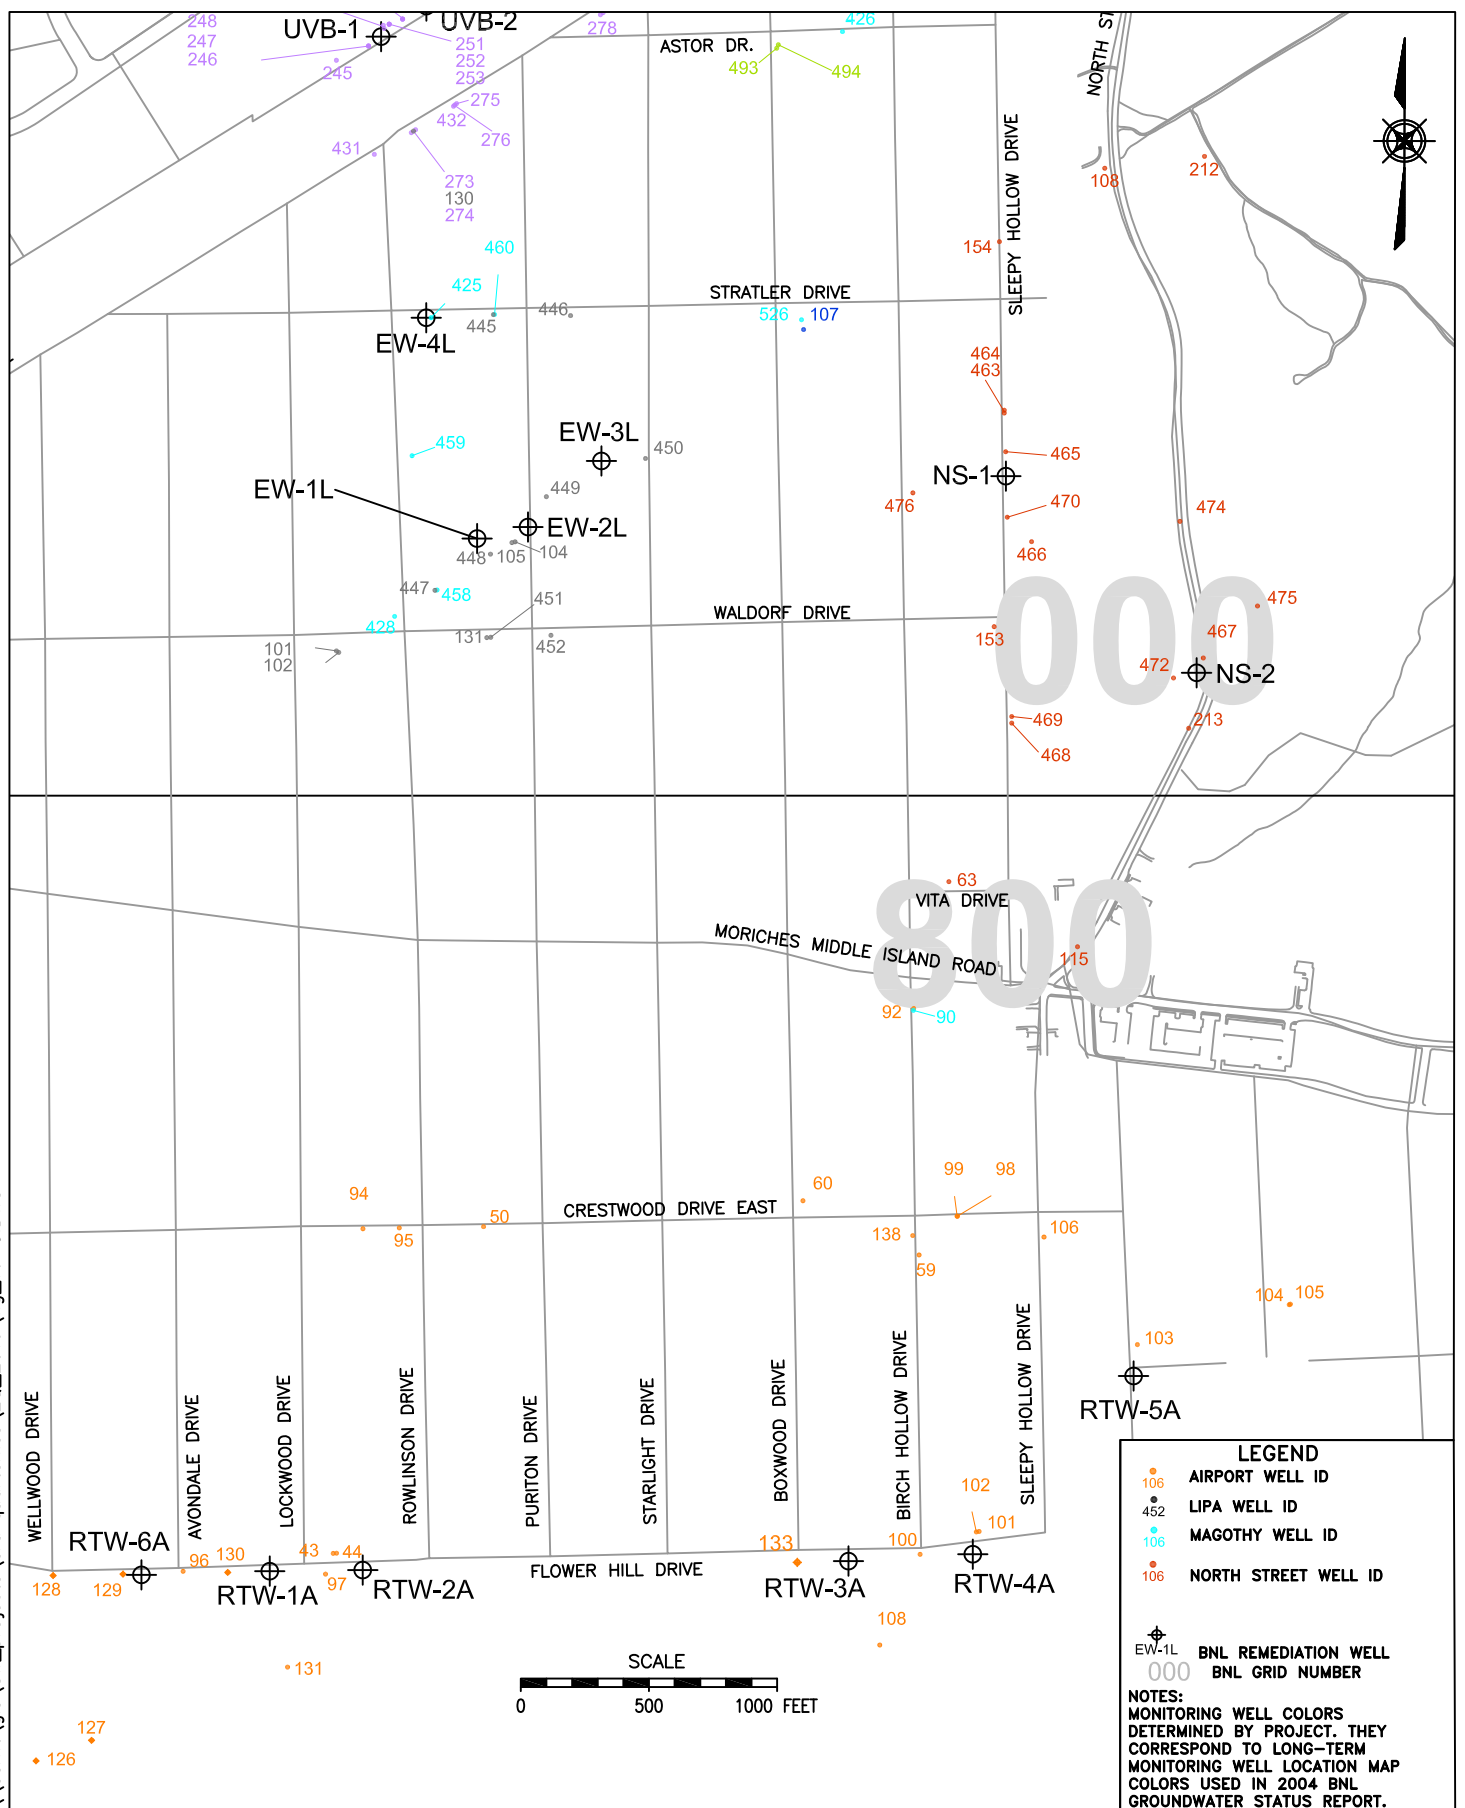 248
247
246
UVB-1
UVB-2
251
252
253
245
278
ASTOR DR.
426
493
494
NORTH ST
275
432
276
431
273
130
274
SLEEPY HOLLOW DRIVE
108
212
154
460
425
STRATLER DRIVE
446
445
526
107
EW-4L
464
463
459
EW-3L
450
465
NS-1
EW-1L
449
476
470
474
EW-2L
448
105
104
466
447
458
451
000
475
428
131
452
WALDORF DRIVE
153
467
101
102
472
NS-2
469
213
468
63
VITA DRIVE
800
MORICHES MIDDLE ISLAND ROAD
115
92
90
94
60
99
98
50
CRESTWOOD DRIVE EAST
95
138
106
59
104
105
103
WELLWOOD DRIVE
AVONDALE DRIVE
LOCKWOOD DRIVE
ROWLINSON DRIVE
PURITON DRIVE
STARLIGHT DRIVE
BOXWOOD DRIVE
BIRCH HOLLOW DRIVE
SLEEPY HOLLOW DRIVE
RTW-5A
102
101
RTW-6A
96
130
43
44
133
100
128
129
RTW-1A
97
RTW-2A
FLOWER HILL DRIVE
RTW-3A
RTW-4A
108
131
127
126
SCALE
0 500 1000 FEET
LEGEND
106 AIRPORT WELL ID
452 LIPA WELL ID
106 MAGOTHY WELL ID
106 NORTH STREET WELL ID
EW-1L BNL REMEDIATION WELL
000 BNL GRID NUMBER
NOTES:
MONITORING WELL COLORS
DETERMINED BY PROJECT. THEY
CORRESPOND TO LONG-TERM
MONITORING WELL LOCATION MAP
COLORS USED IN 2004 BNL
GROUNDWATER STATUS REPORT.